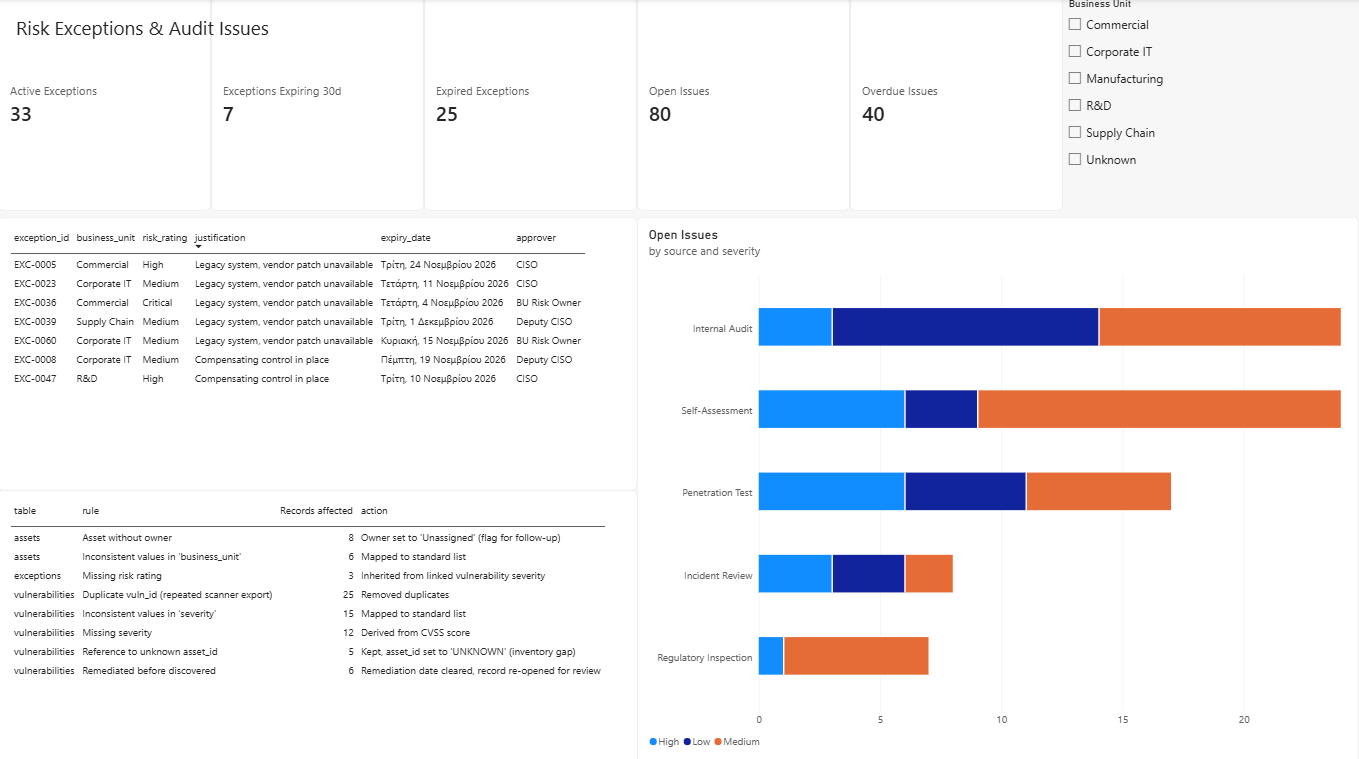 Risk Exceptions & Audit Issues
Active Exceptions
33
Exceptions Expiring 30d
7
Expired Exceptions
25
Open Issues
80
Overdue Issues
40
Business Unit
Commercial
Corporate IT
Manufacturing
R&D
Supply Chain
Unknown
exception_id business_unit risk_rating justification expiry_date approver
EXC-0005 Commercial High Legacy system, vendor patch unavailable Τρίτη, 24 Νοεμβρίου 2026 CISO
EXC-0023 Corporate IT Medium Legacy system, vendor patch unavailable Τετάρτη, 11 Νοεμβρίου 2026 CISO
EXC-0036 Commercial Critical Legacy system, vendor patch unavailable Τετάρτη, 4 Νοεμβρίου 2026 BU Risk Owner
EXC-0039 Supply Chain Medium Legacy system, vendor patch unavailable Τρίτη, 1 Δεκεμβρίου 2026 Deputy CISO
EXC-0060 Corporate IT Medium Legacy system, vendor patch unavailable Κυριακή, 15 Νοεμβρίου 2026 BU Risk Owner
EXC-0008 Corporate IT Medium Compensating control in place Πέμπτη, 19 Νοεμβρίου 2026 Deputy CISO
EXC-0047 R&D High Compensating control in place Τρίτη, 10 Νοεμβρίου 2026 CISO
table rule Records affected action
assets Asset without owner 8 Owner set to 'Unassigned' (flag for follow-up)
assets Inconsistent values in 'business_unit' 6 Mapped to standard list
exceptions Missing risk rating 3 Inherited from linked vulnerability severity
vulnerabilities Duplicate vuln_id (repeated scanner export) 25 Removed duplicates
vulnerabilities Inconsistent values in 'severity' 15 Mapped to standard list
vulnerabilities Missing severity 12 Derived from CVSS score
vulnerabilities Reference to unknown asset_id 5 Kept, asset_id set to 'UNKNOWN' (inventory gap)
vulnerabilities Remediated before discovered 6 Remediation date cleared, record re-opened for review
Open Issues
by source and severity
Internal Audit
Self-Assessment
Penetration Test
Incident Review
Regulatory Inspection
0 5 10 15 20
High Low Medium